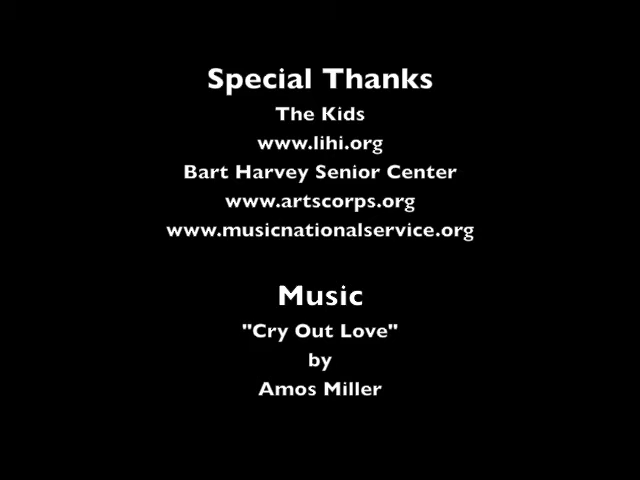 Special Thanks
The Kids
www.lihi.org
Bart Harvey Senior Center
www.artscorps.org
www.musicnationalservice.org
Music
"Cry Out Love"
by
Amos Miller